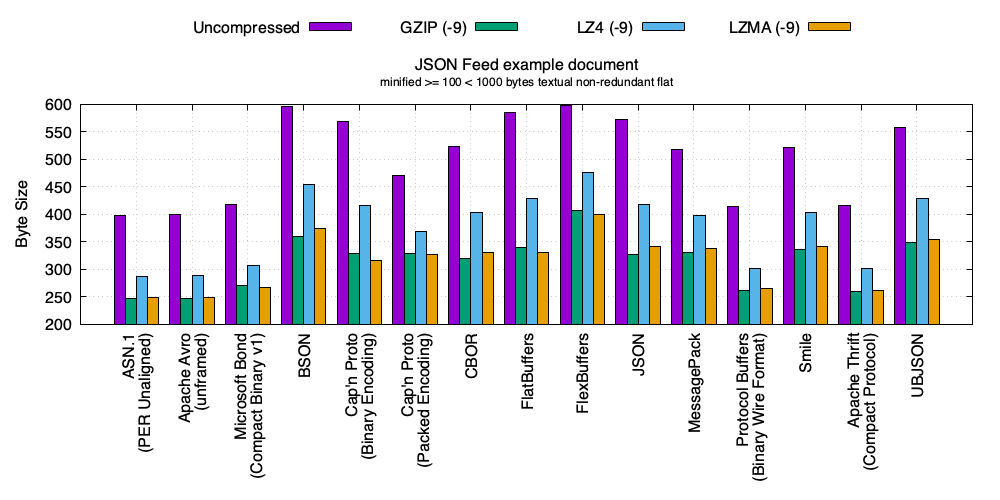 Uncompressed GZIP (-9) LZ4 (-9) LZMA (-9)
JSON Feed example document
minified >= 100 < 1000 bytes textual non-redundant flat
Byte Size
600
550
500
450
400
350
300
250
200
ASN.1
(PER Unaligned)
Apache Avro
(unframed)
Microsoft Bond
(Compact Binary v1)
BSON
Cap'n Proto
(Binary Encoding)
Cap'n Proto
(Packed Encoding)
CBOR
FlatBuffers
FlexBuffers
JSON
MessagePack
Protocol Buffers
(Binary Wire Format)
Smile
Apache Thrift
(Compact Protocol)
UBJSON